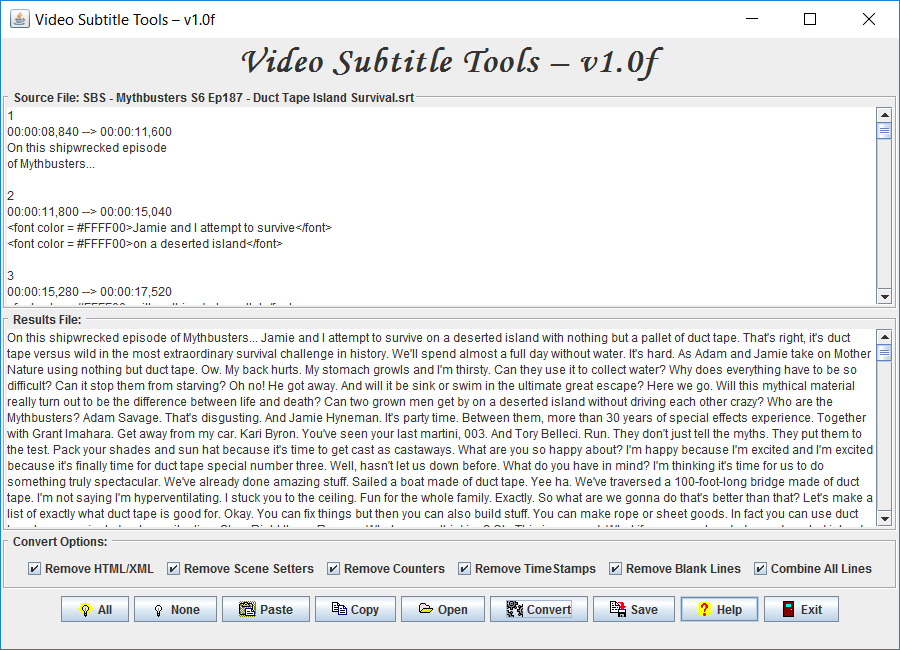 Video Subtitle Tools – v1.0f
Video Subtitle Tools – v1.0f
Source File: SBS - Mythbusters S6 Ep187 - Duct Tape Island Survival.srt
1
00:00:08,840 --> 00:00:11,600
On this shipwrecked episode
of Mythbusters...
2
00:00:11,800 --> 00:00:15,040
<font color = #FFFF00>Jamie and I attempt to survive</font>
<font color = #FFFF00>on a deserted island</font>
3
00:00:15,280 --> 00:00:17,520
Results File:
On this shipwrecked episode of Mythbusters... Jamie and I attempt to survive on a deserted island with nothing but a pallet of duct tape. That's right, it's duct
tape versus wild in the most extraordinary survival challenge in history. We'll spend almost a full day without water. It's hard. As Adam and Jamie take on Mother
Nature using nothing but duct tape. Ow. My back hurts. My stomach growls and I'm thirsty. Can they use it to collect water? Why does everything have to be so
difficult? Can it stop them from starving? Oh no! He got away. And will it be sink or swim in the ultimate great escape? Here we go. Will this mythical material
really turn out to be the difference between life and death? Can two grown men get by on a deserted island without driving each other crazy? Who are the
Mythbusters? Adam Savage. That's disgusting. And Jamie Hyneman. It's party time. Between them, more than 30 years of special effects experience. Together
with Grant Imahara. Get away from my car. Kari Byron. You've seen your last martini, 003. And Tory Belleci. Run. They don't just tell the myths. They put them to
the test. Pack your shades and sun hat because it's time to get cast as castaways. What are you so happy about? I'm happy because I'm excited and I'm excited
because it's finally time for duct tape special number three. Well, hasn't let us down before. What do you have in mind? I'm thinking it's time for us to do
something truly spectacular. We've already done amazing stuff. Sailed a boat made of duct tape. Yee ha. We've traversed a 100-foot-long bridge made of duct
tape. I'm not saying I'm hyperventilating. I stuck you to the ceiling. Fun for the whole family. Exactly. So what are we gonna do that's better than that? Let's make a
list of exactly what duct tape is good for. Okay. You can fix things but then you can also build stuff. You can make rope or sheet goods. In fact you can use duct
Convert Options:
Remove HTML/XML Remove Scene Setters Remove Counters Remove TimeStamps Remove Blank Lines Combine All Lines
All None Paste Copy Open Convert Save Help Exit